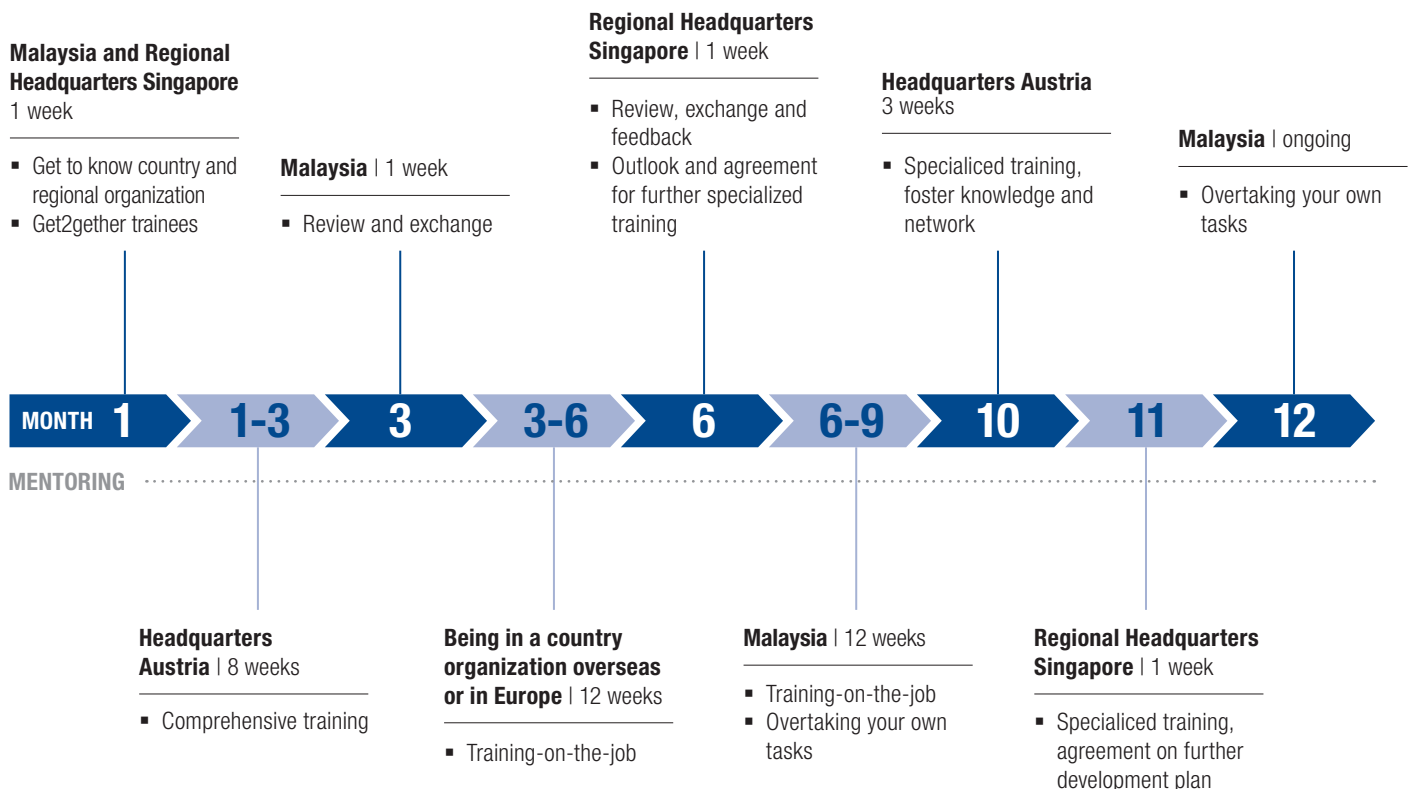 Malaysia and Regional
Headquarters Singapore
1 week
▪ Get to know country and
regional organization
▪ Get2gether trainees
Malaysia | 1 week
▪ Review and exchange
Regional Headquarters
Singapore | 1 week
▪ Review, exchange and
feedback
▪ Outlook and agreement
for further specialized
training
Headquarters Austria
3 weeks
▪ Specialiced training,
foster knowledge and
network
Malaysia | ongoing
▪ Overtaking your own
tasks
MONTH 1 1-3 3 3-6 6 6-9 10 11 12
MENTORING
Headquarters
Austria | 8 weeks
▪ Comprehensive training
Being in a country
organization overseas
or in Europe | 12 weeks
▪ Training-on-the-job
Malaysia | 12 weeks
▪ Training-on-the-job
▪ Overtaking your own
tasks
Regional Headquarters
Singapore | 1 week
▪ Specialiced training,
agreement on further
development plan